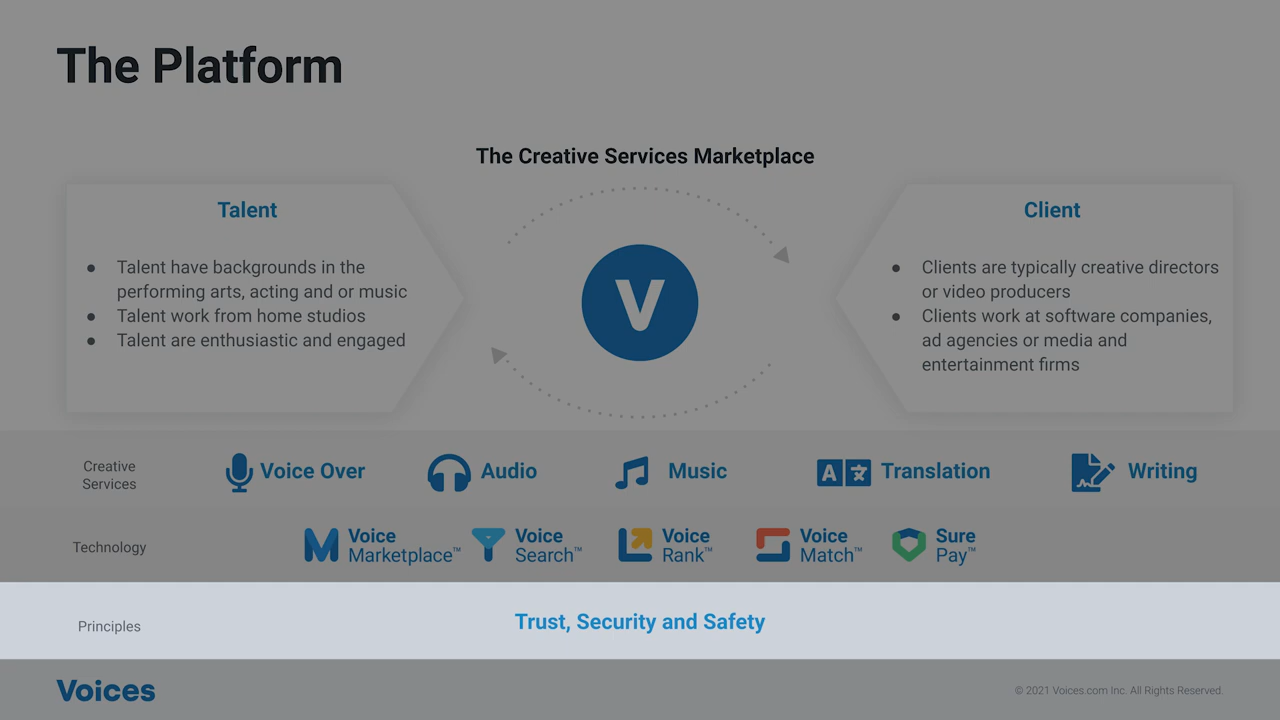 The Platform
The Creative Services Marketplace
Talent
● Talent have backgrounds in the
performing arts, acting and or music
● Talent work from home studios
● Talent are enthusiastic and engaged
V
Client
● Clients are typically creative directors
or video producers
● Clients work at software companies,
ad agencies or media and
entertainment firms
Creative
Services
Voice Over
Audio
Music
A 文 Translation
Writing
Technology
Voice
Marketplace™
Voice
Search™
Voice
Rank™
Voice
Match™
Sure
Pay™
Principles
Trust, Security and Safety
Voices
© 2021 Voices.com Inc. All Rights Reserved.